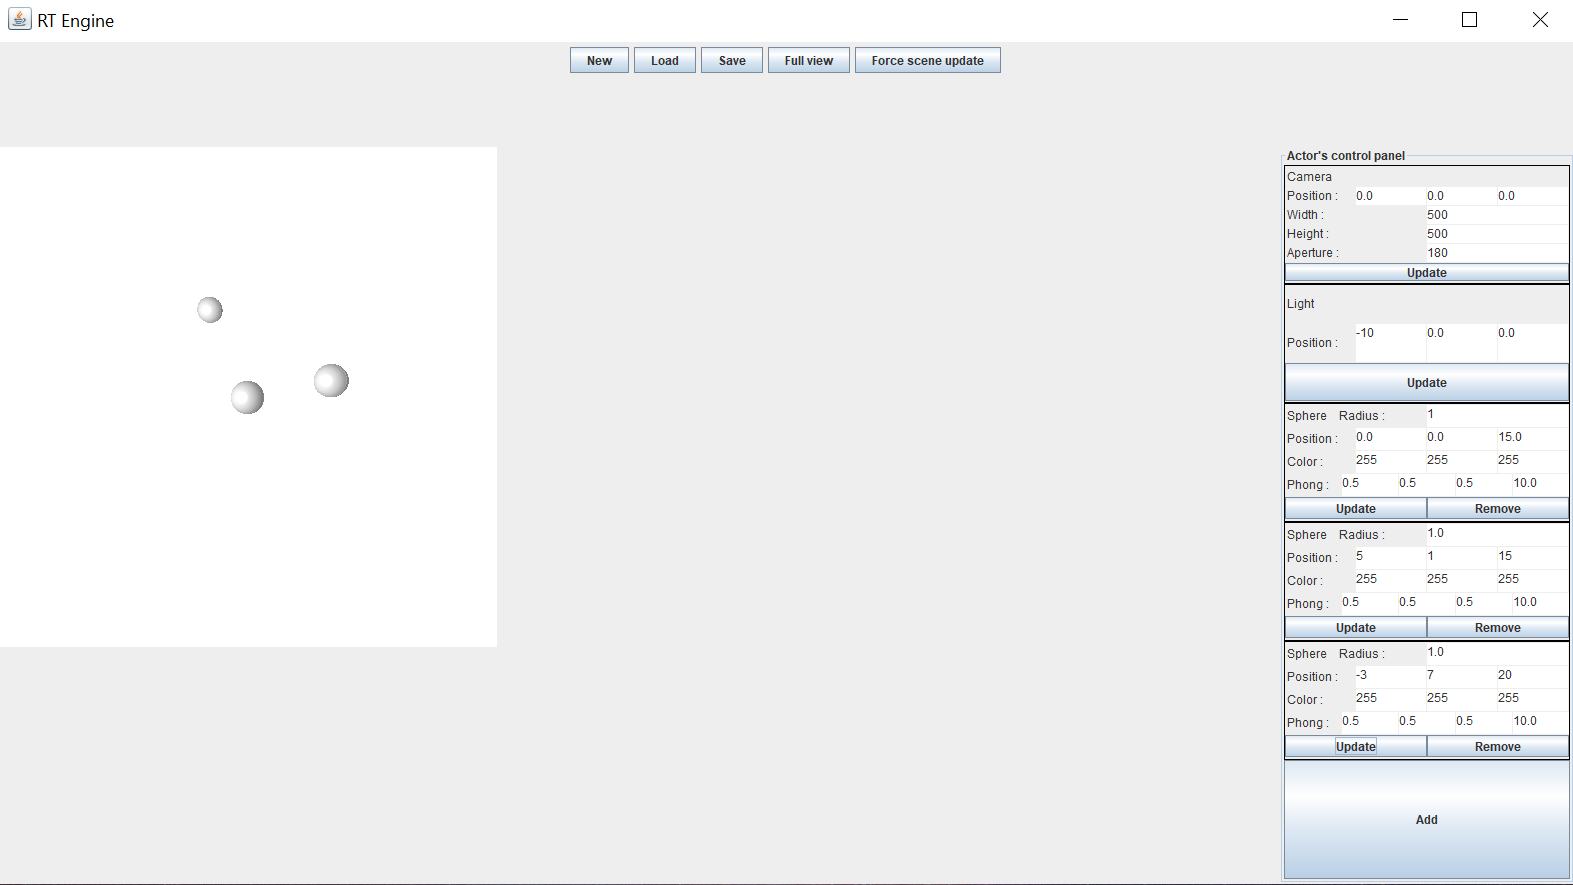 RT Engine
New Load Save Full view Force scene update
Actor's control panel
Camera
Position : 0.0 0.0 0.0
Width : 500
Height : 500
Aperture : 180
Update
Light
Position : -10 0.0 0.0
Update
Sphere Radius : 1
Position : 0.0 0.0 15.0
Color : 255 255 255
Phong : 0.5 0.5 0.5 10.0
Update Remove
Sphere Radius : 1.0
Position : 5 1 15
Color : 255 255 255
Phong : 0.5 0.5 0.5 10.0
Update Remove
Sphere Radius : 1.0
Position : -3 7 20
Color : 255 255 255
Phong : 0.5 0.5 0.5 10.0
Update Remove
Add